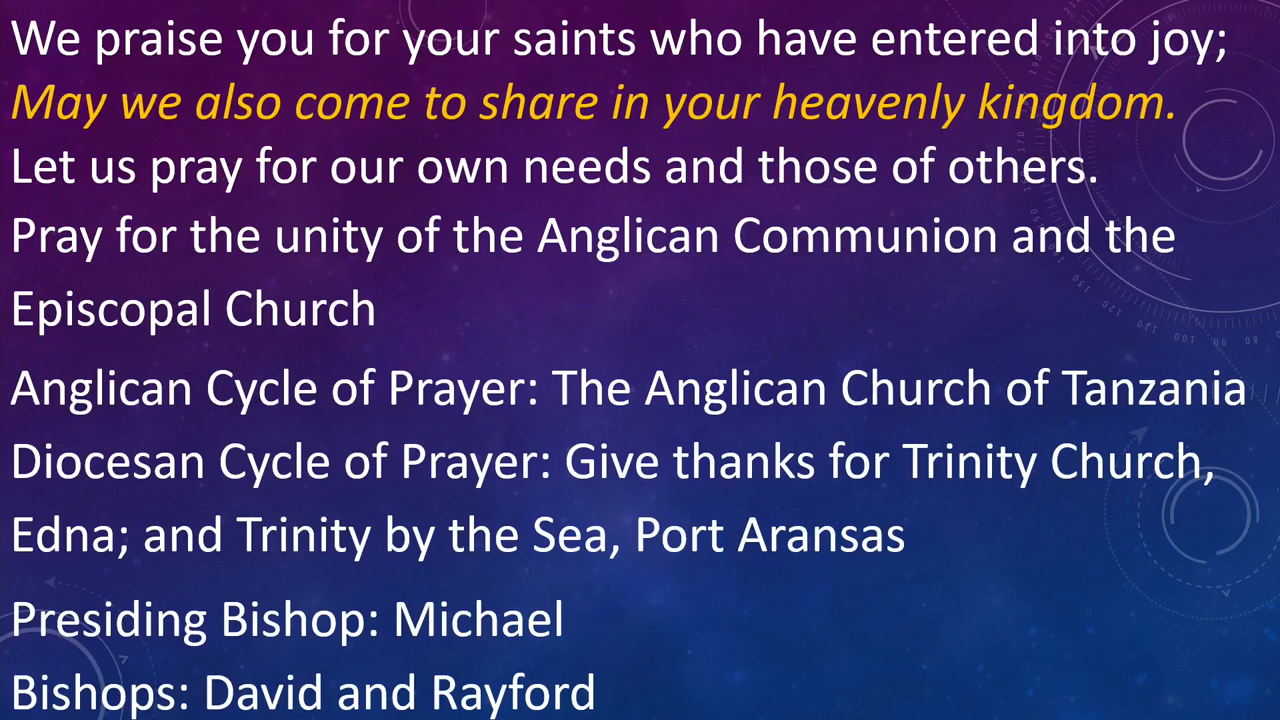 We praise you for your saints who have entered into joy;
May we also come to share in your heavenly kingdom.
Let us pray for our own needs and those of others.
Pray for the unity of the Anglican Communion and the
Episcopal Church
Anglican Cycle of Prayer: The Anglican Church of Tanzania
Diocesan Cycle of Prayer: Give thanks for Trinity Church,
Edna; and Trinity by the Sea, Port Aransas
Presiding Bishop: Michael
Bishops: David and Rayford